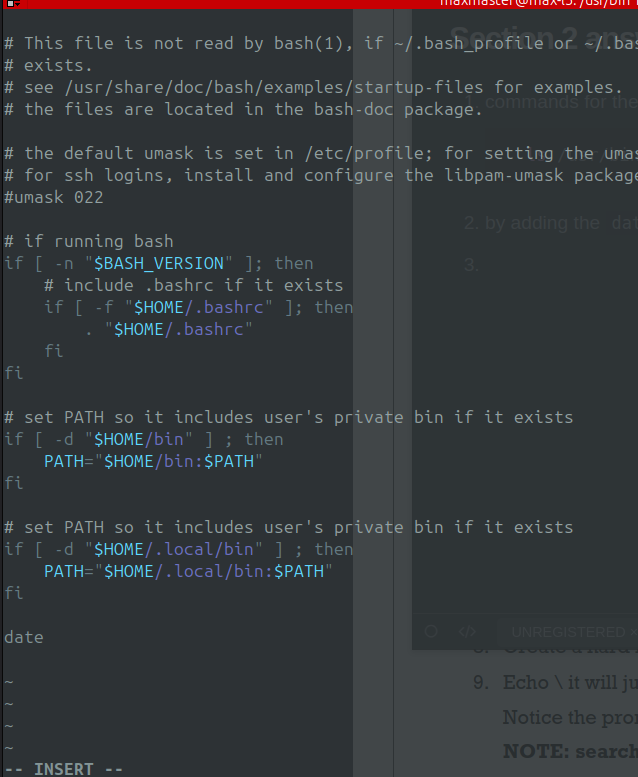 maxmaster@max-t5: /usr/bin
# This file is not read by bash(1), if ~/.bash_profile or ~/.bas
# exists.
# see /usr/share/doc/bash/examples/startup-files for examples.
# the files are located in the bash-doc package.
# the default umask is set in /etc/profile; for setting the umas
# for ssh logins, install and configure the libpam-umask package
#umask 022
# if running bash
if [ -n "$BASH_VERSION" ]; then
# include .bashrc if it exists
if [ -f "$HOME/.bashrc" ]; then
. "$HOME/.bashrc"
fi
fi
# set PATH so it includes user's private bin if it exists
if [ -d "$HOME/bin" ] ; then
PATH="$HOME/bin:$PATH"
fi
# set PATH so it includes user's private bin if it exists
if [ -d "$HOME/.local/bin" ] ; then
PATH="$HOME/.local/bin:$PATH"
fi
date
~
~
~
~
-- INSERT --
Section 2 ans
1. commands for the
2. by adding the dat
3.
UNREGISTERED
9. Echo \ it will ju
Notice the pro
NOTE: search